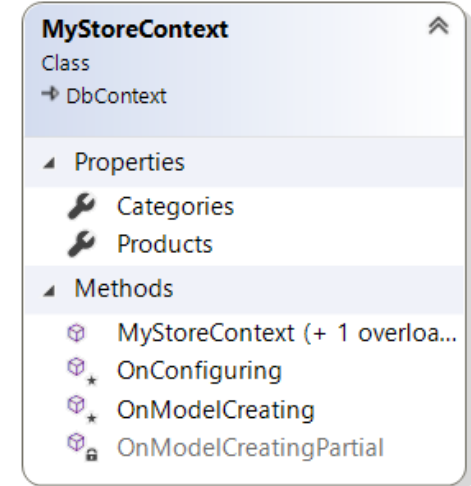 MyStoreContext
Class
DbContext
Properties
Categories
Products
Methods
MyStoreContext (+ 1 overloa...
OnConfiguring
OnModelCreating
OnModelCreatingPartial